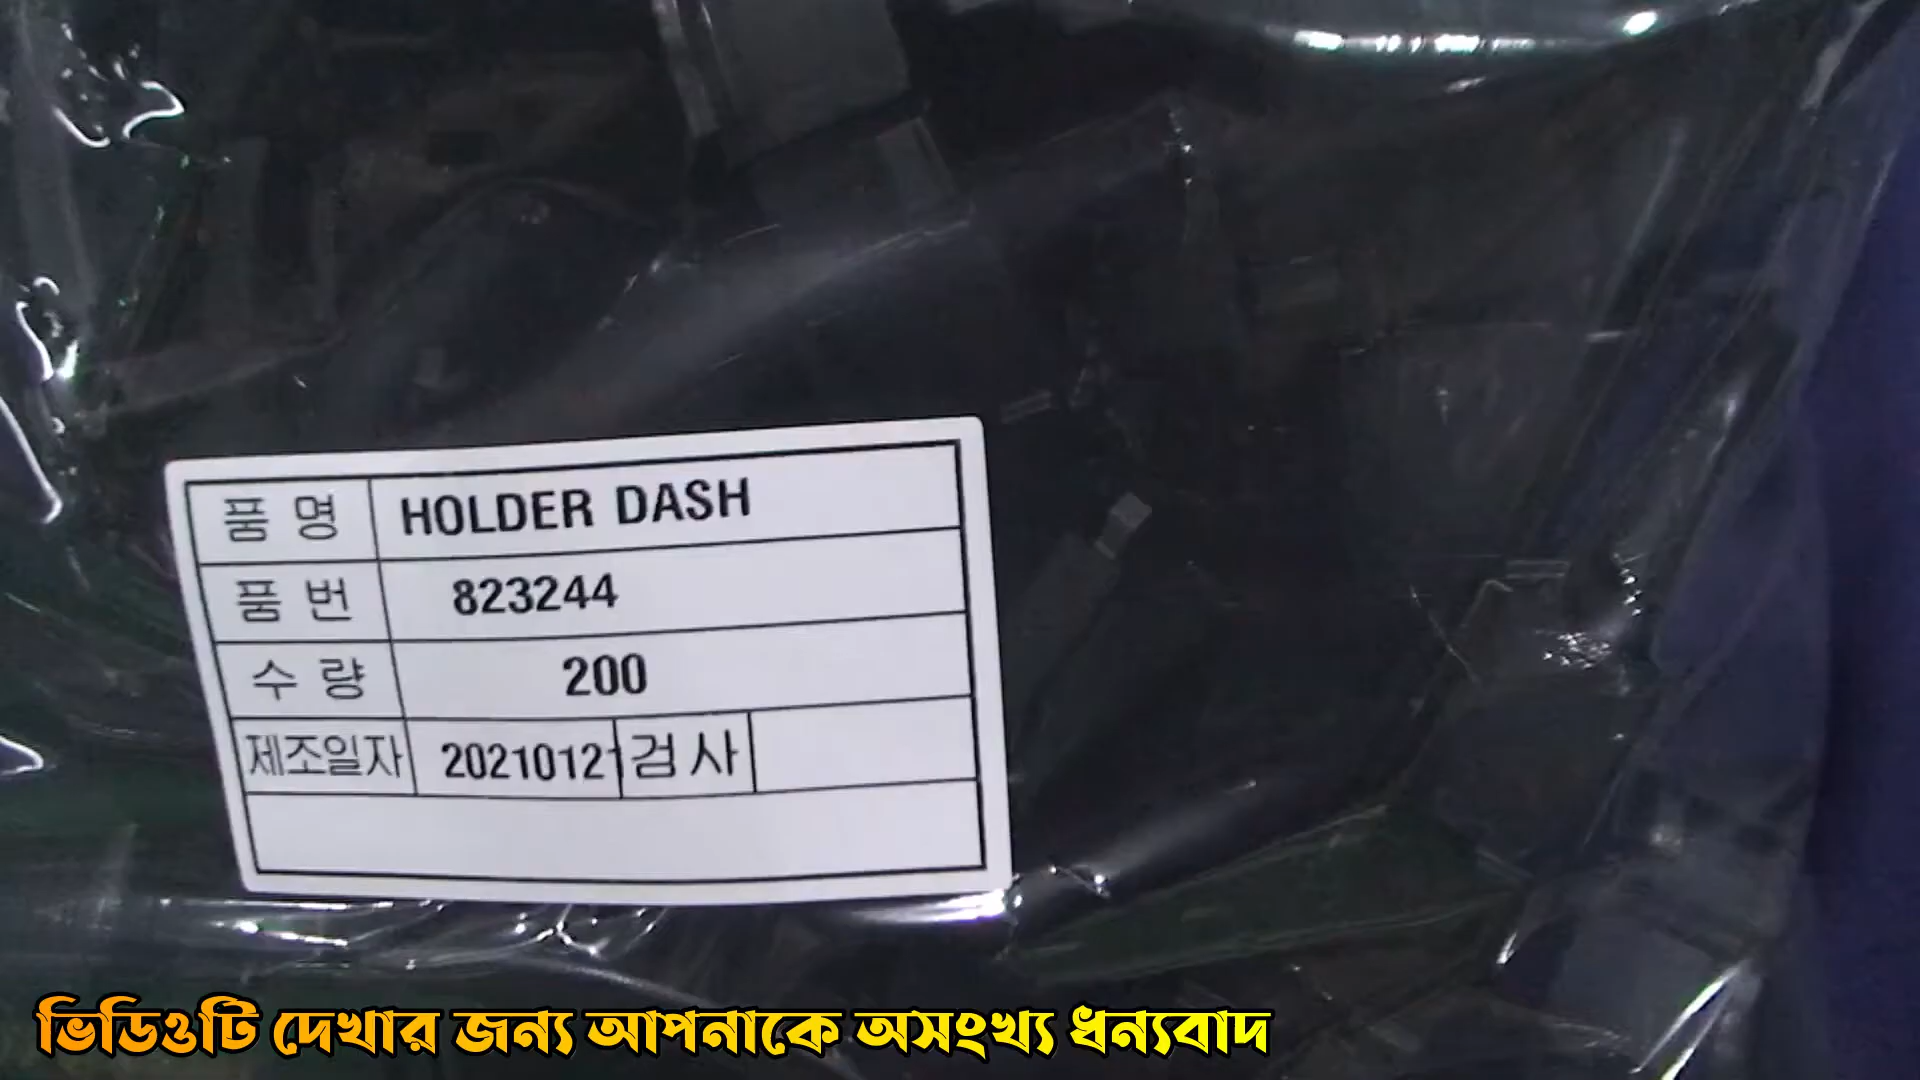 품 명 HOLDER DASH
품 번 823244
수 량 200
제조일자 20210121 검 사
ভিডিওটি দেখার জন্য আপনাকে অসংখ্য ধন্যবাদ